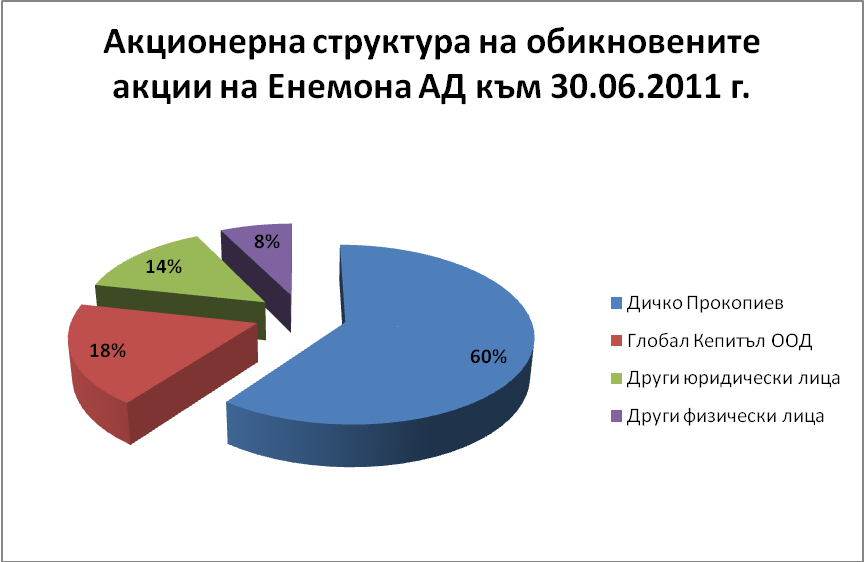 Акционерна структура на обикновените
акции на Енемона АД към 30.06.2011 г.
8%
14%
18%
60%
Дичко Прокопиев
Глобал Кепитъл ООД
Други юридически лица
Други физически лица